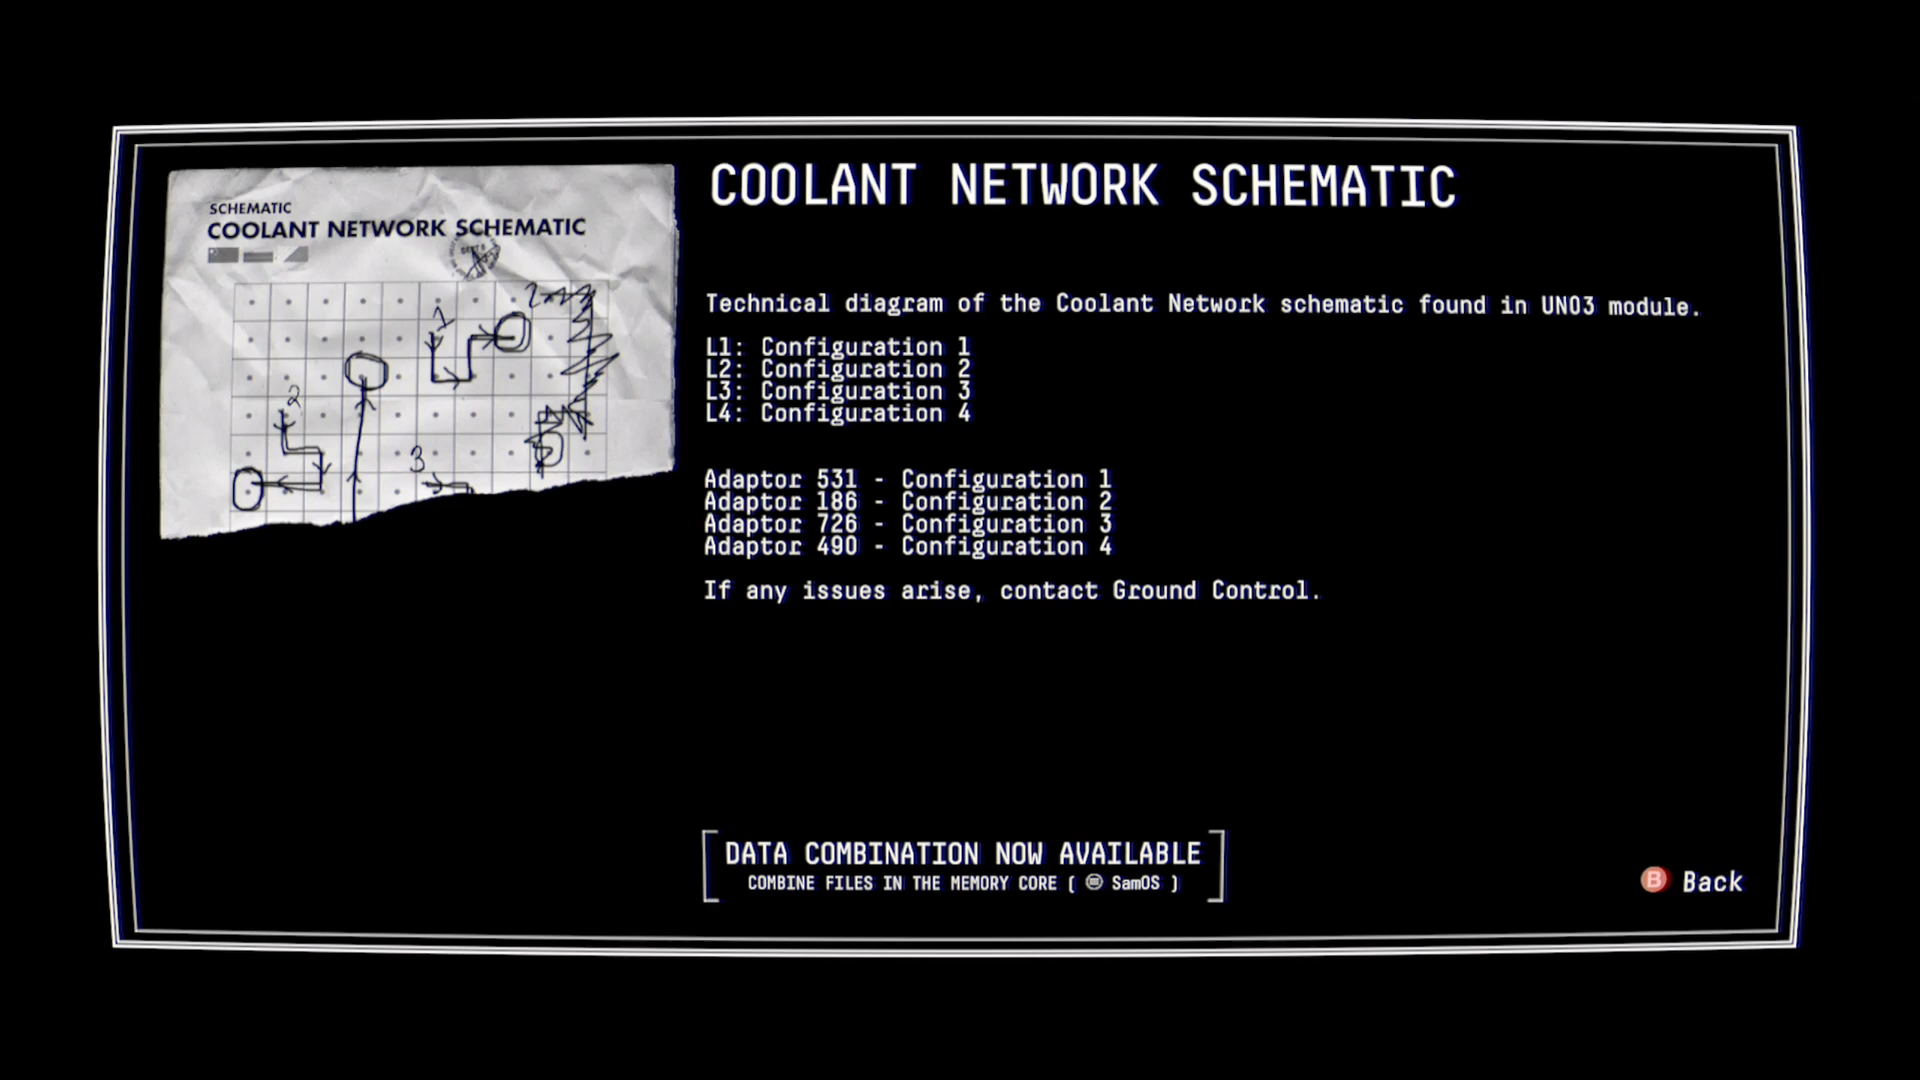 SCHEMATIC
COOLANT NETWORK SCHEMATIC
1
2
2
3
COOLANT NETWORK SCHEMATIC
Technical diagram of the Coolant Network schematic found in UNO3 module.
L1: Configuration 1
L2: Configuration 2
L3: Configuration 3
L4: Configuration 4
Adaptor 531 - Configuration 1
Adaptor 186 - Configuration 2
Adaptor 726 - Configuration 3
Adaptor 490 - Configuration 4
If any issues arise, contact Ground Control.
DATA COMBINATION NOW AVAILABLE
COMBINE FILES IN THE MEMORY CORE ( SamOS )
B Back